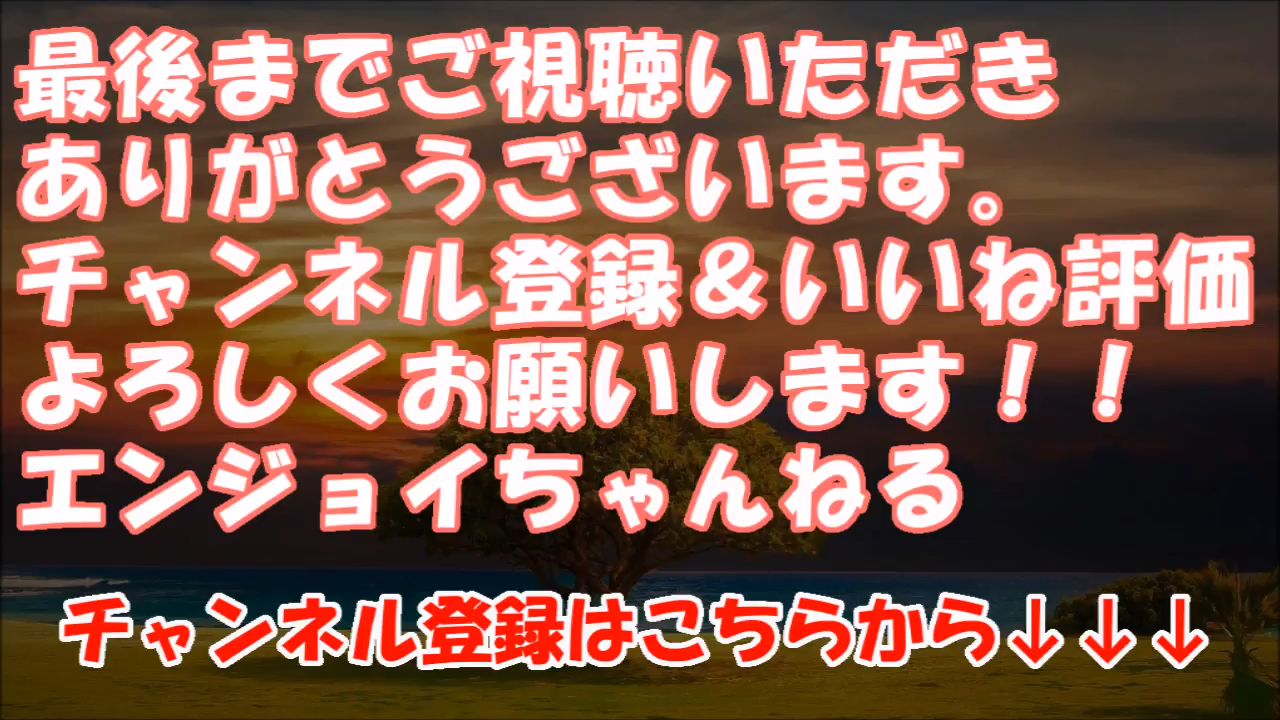 最後までご視聴いただき
ありがとうございます。
チャンネル登録＆いいね評価
よろしくお願いします！！
エンジョイちゃんねる
チャンネル登録はこちらから↓↓↓